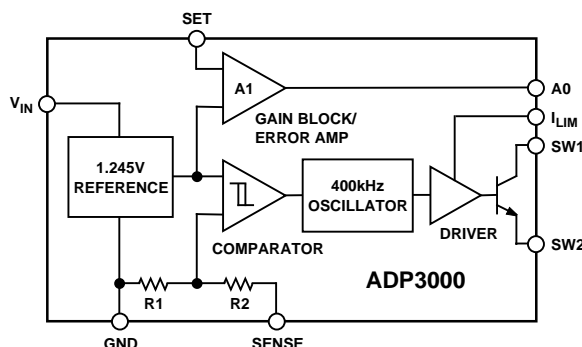 SET
A1
A0
GAIN BLOCK/
ERROR AMP
VIN
ILIM
SW1
1.245V
REFERENCE
400kHz
OSCILLATOR
COMPARATOR
DRIVER
SW2
R1
R2
ADP3000
GND
SENSE